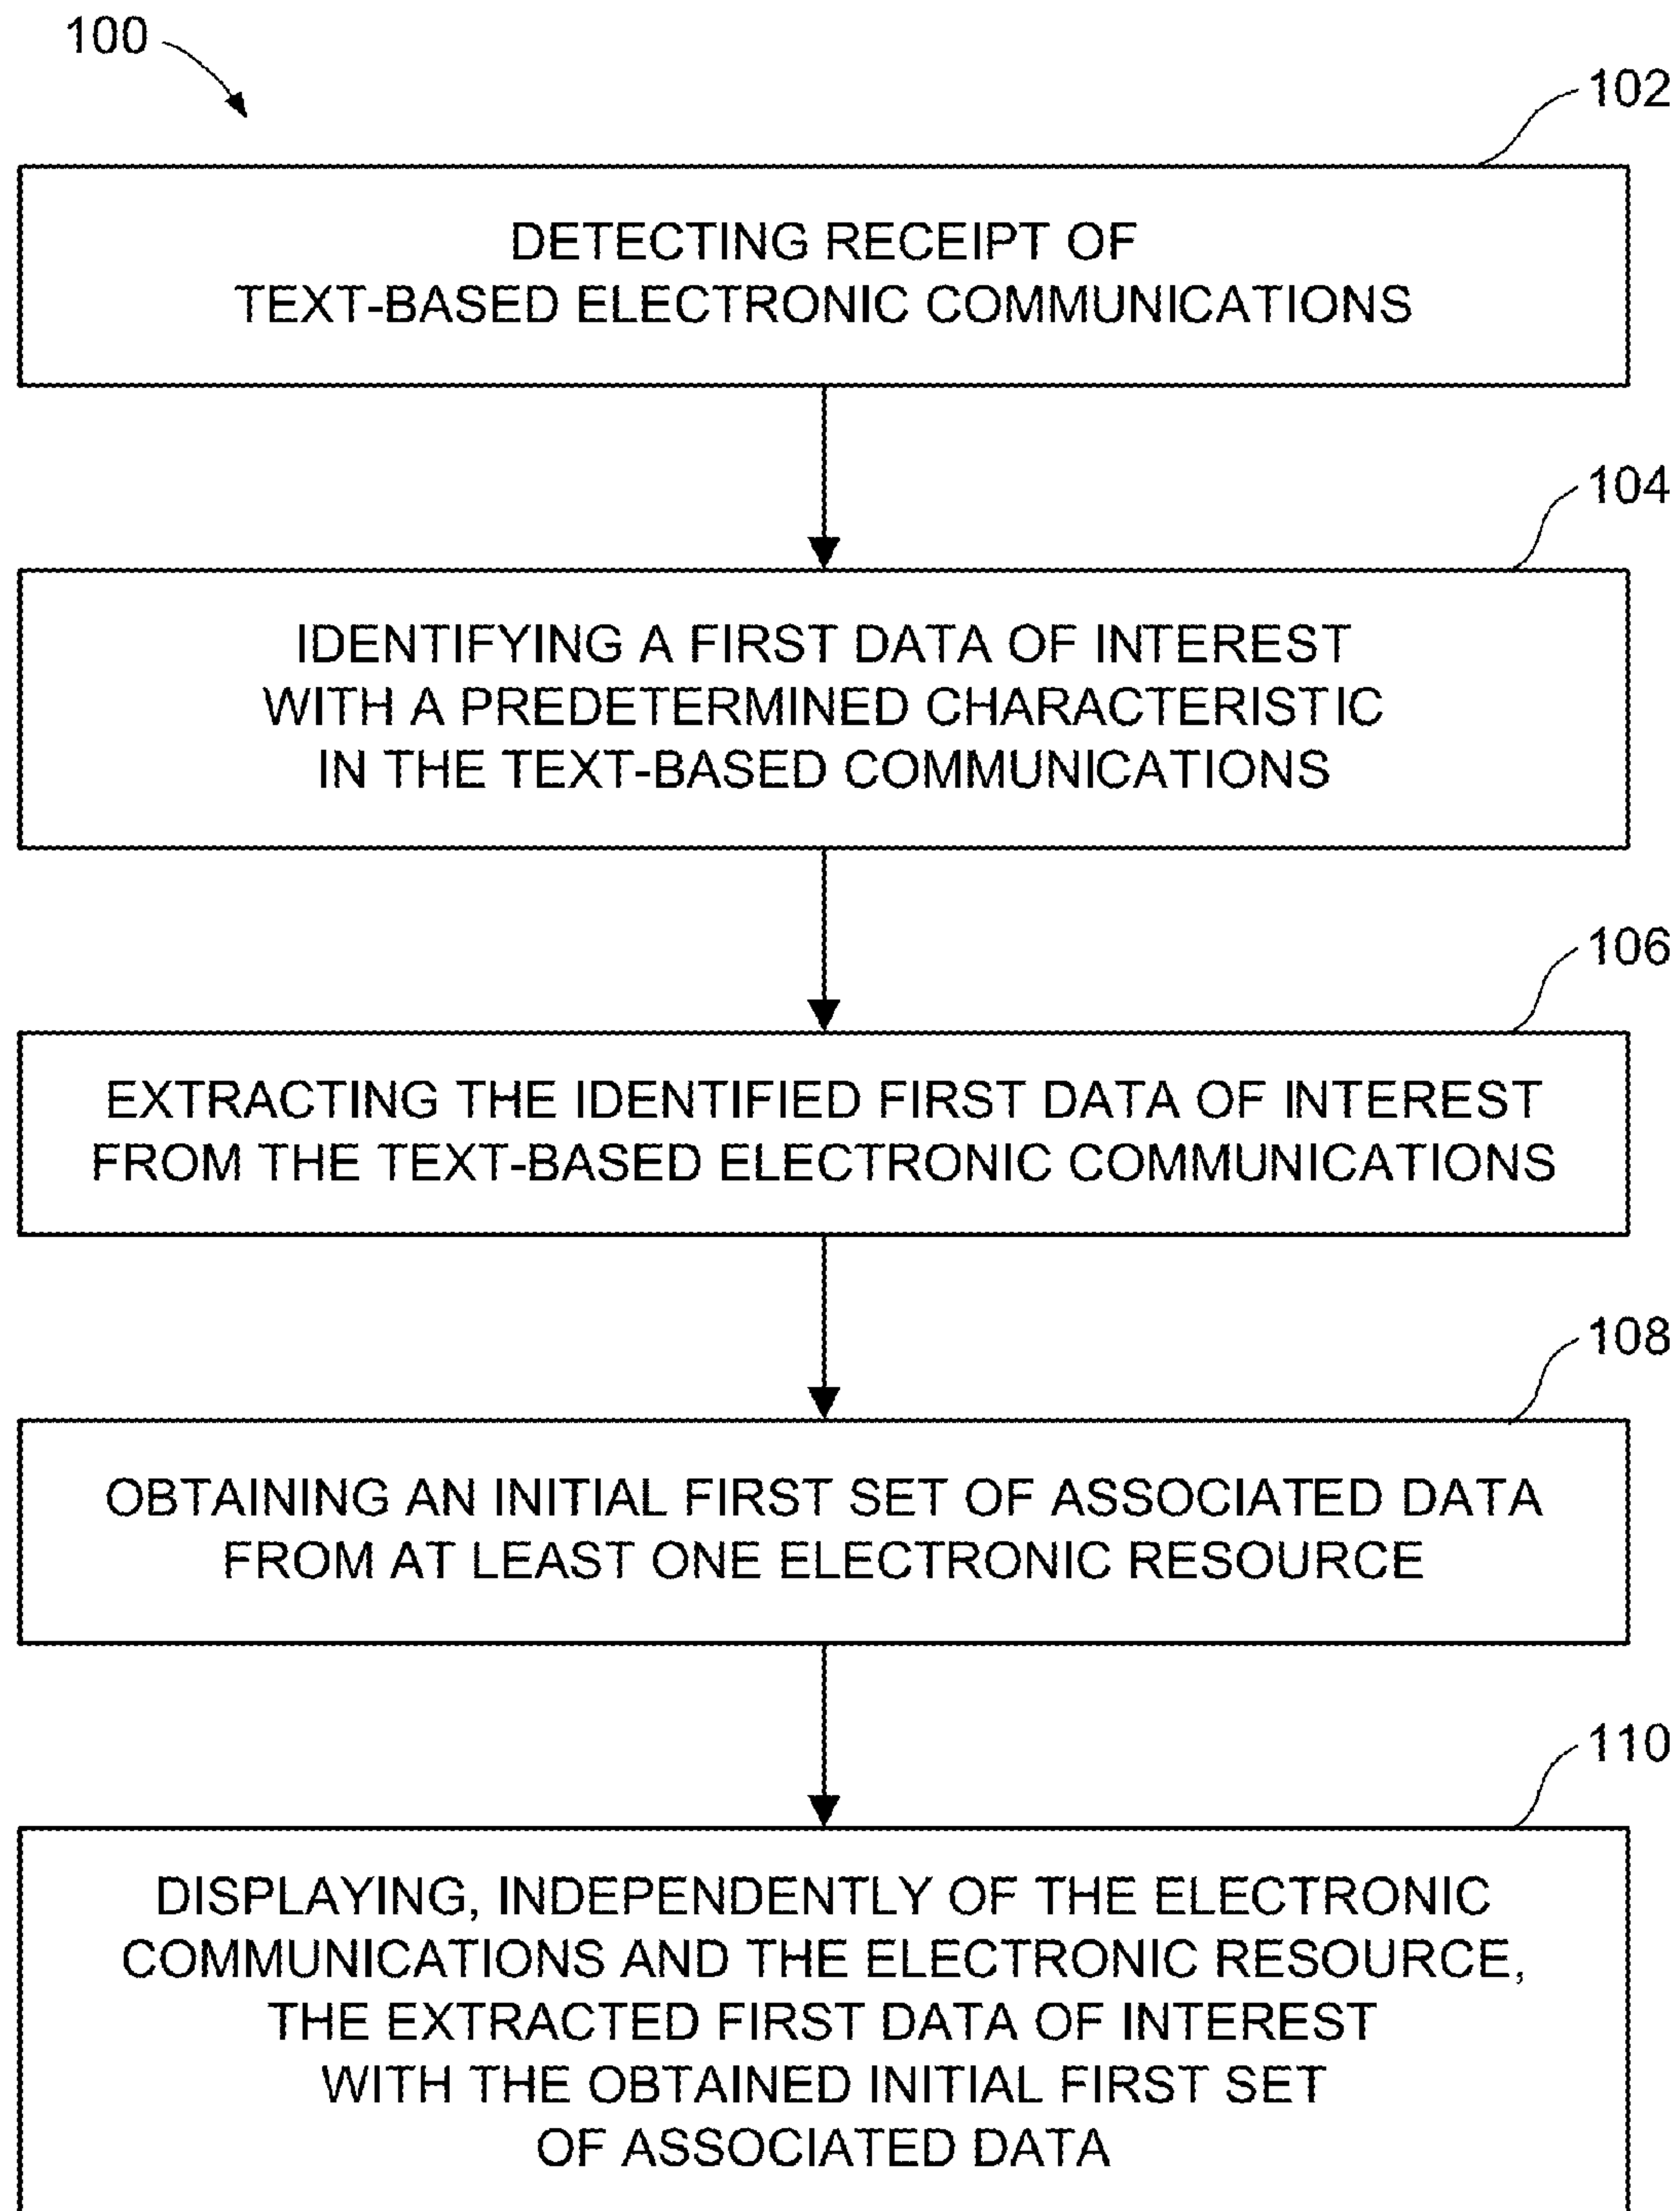 100
102
DETECTING RECEIPT OF
TEXT-BASED ELECTRONIC COMMUNICATIONS
104
IDENTIFYING A FIRST DATA OF INTEREST
WITH A PREDETERMINED CHARACTERISTIC
IN THE TEXT-BASED COMMUNICATIONS
106
EXTRACTING THE IDENTIFIED FIRST DATA OF INTEREST
FROM THE TEXT-BASED ELECTRONIC COMMUNICATIONS
108
OBTAINING AN INITIAL FIRST SET OF ASSOCIATED DATA
FROM AT LEAST ONE ELECTRONIC RESOURCE
110
DISPLAYING, INDEPENDENTLY OF THE ELECTRONIC
COMMUNICATIONS AND THE ELECTRONIC RESOURCE,
THE EXTRACTED FIRST DATA OF INTEREST
WITH THE OBTAINED INITIAL FIRST SET
OF ASSOCIATED DATA